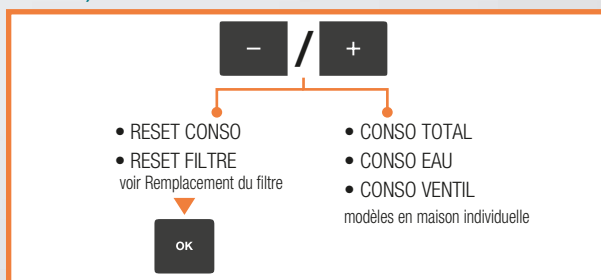 − / +
• RESET CONSO
• RESET FILTRE
voir Remplacement du filtre
OK
• CONSO TOTAL
• CONSO EAU
• CONSO VENTIL
modèles en maison individuelle